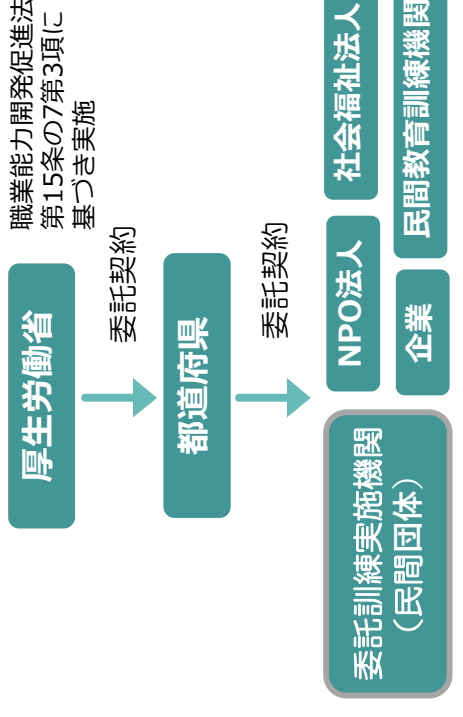 厚生労働省
職業能力開発促進法
第15条の7第3項に
基づき実施
委託契約
都道府県
委託契約
委託訓練実施機関
（民間団体）
NPO法人
社会福祉法人
企業
民間教育訓練機関